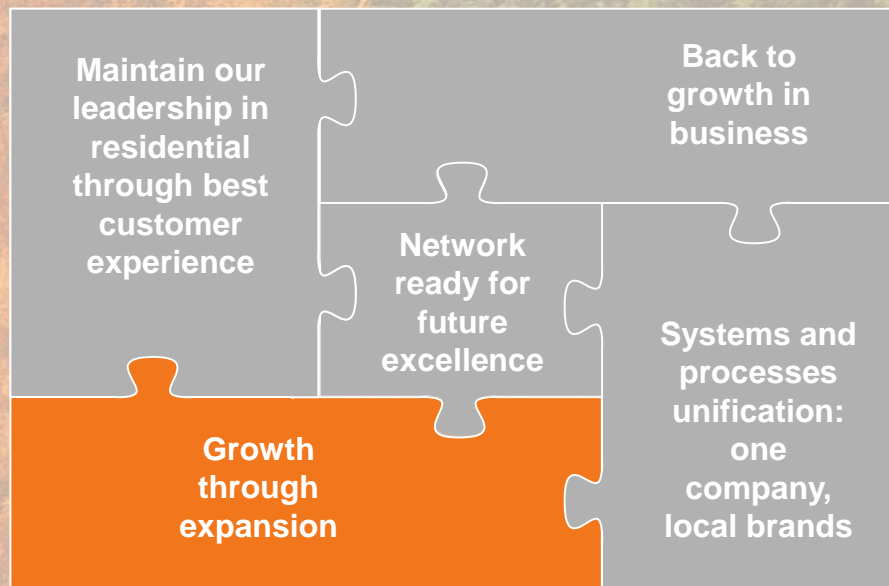 Maintain our
leadership in
residential
through best
customer
experience
Back to
growth in
business
Network
ready for
future
excellence
Systems and
processes
unification:
one
company,
local brands
Growth
through
expansion